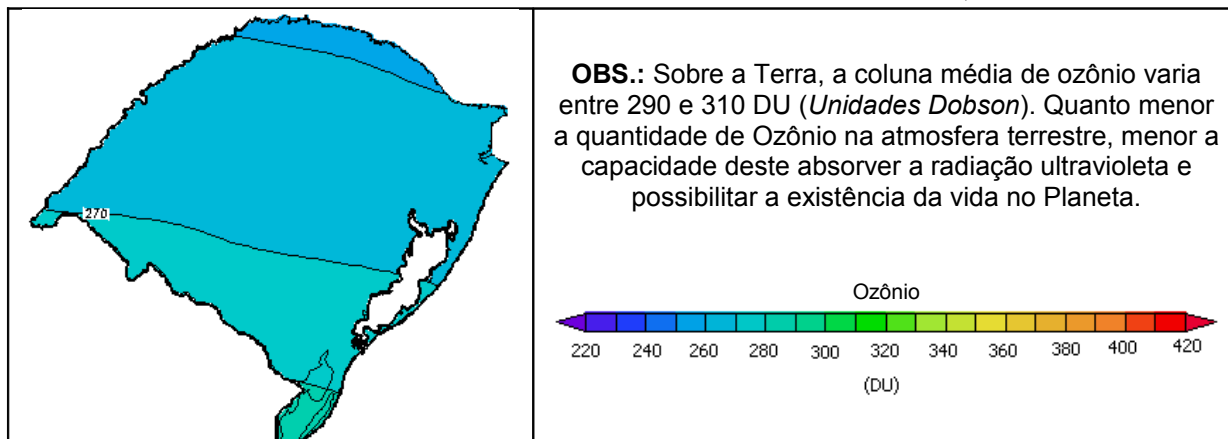 OBS.: Sobre a Terra, a coluna média de ozônio varia
entre 290 e 310 DU (Unidades Dobson). Quanto menor
a quantidade de Ozônio na atmosfera terrestre, menor a
capacidade deste absorver a radiação ultravioleta e
possibilitar a existência da vida no Planeta.
270
Ozônio
220 240 260 280 300 320 340 360 380 400 420
(DU)